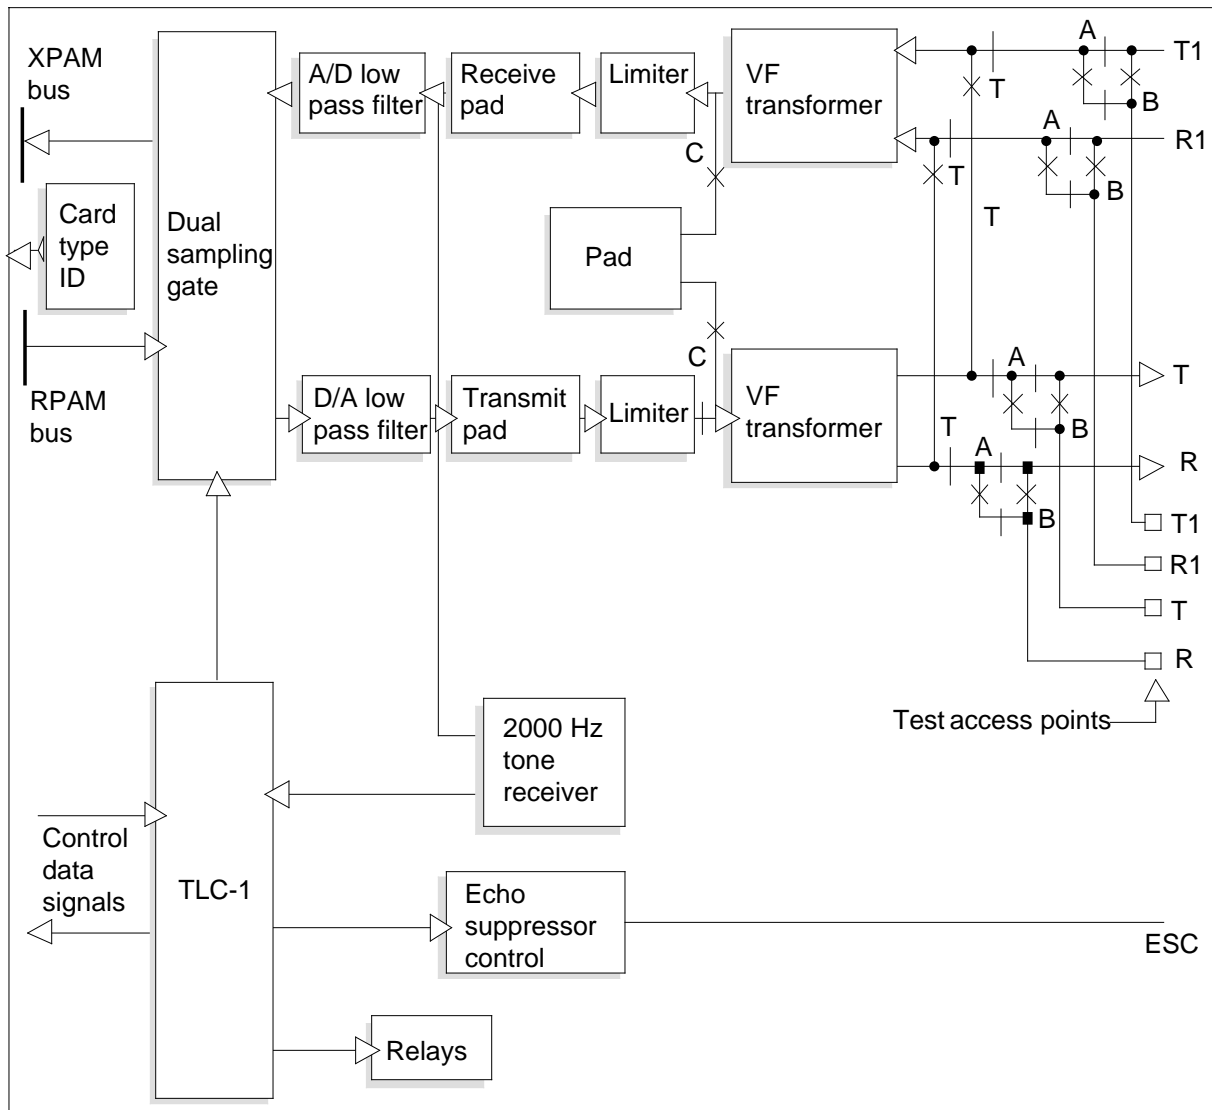 XPAM
bus
A/D low
pass filter
Receive
pad
Limiter
VF
transformer
A
T1
T
B
A
R1
C
T
B
Card
type
ID
Dual
sampling
gate
Pad
T
RPAM
bus
C
D/A low
pass filter
Transmit
pad
Limiter
VF
transformer
A
T
T
B
A
R
B
T1
R1
T
R
Test access points
2000 Hz
tone
receiver
Control
data
signals
TLC-1
Echo
suppressor
control
ESC
Relays